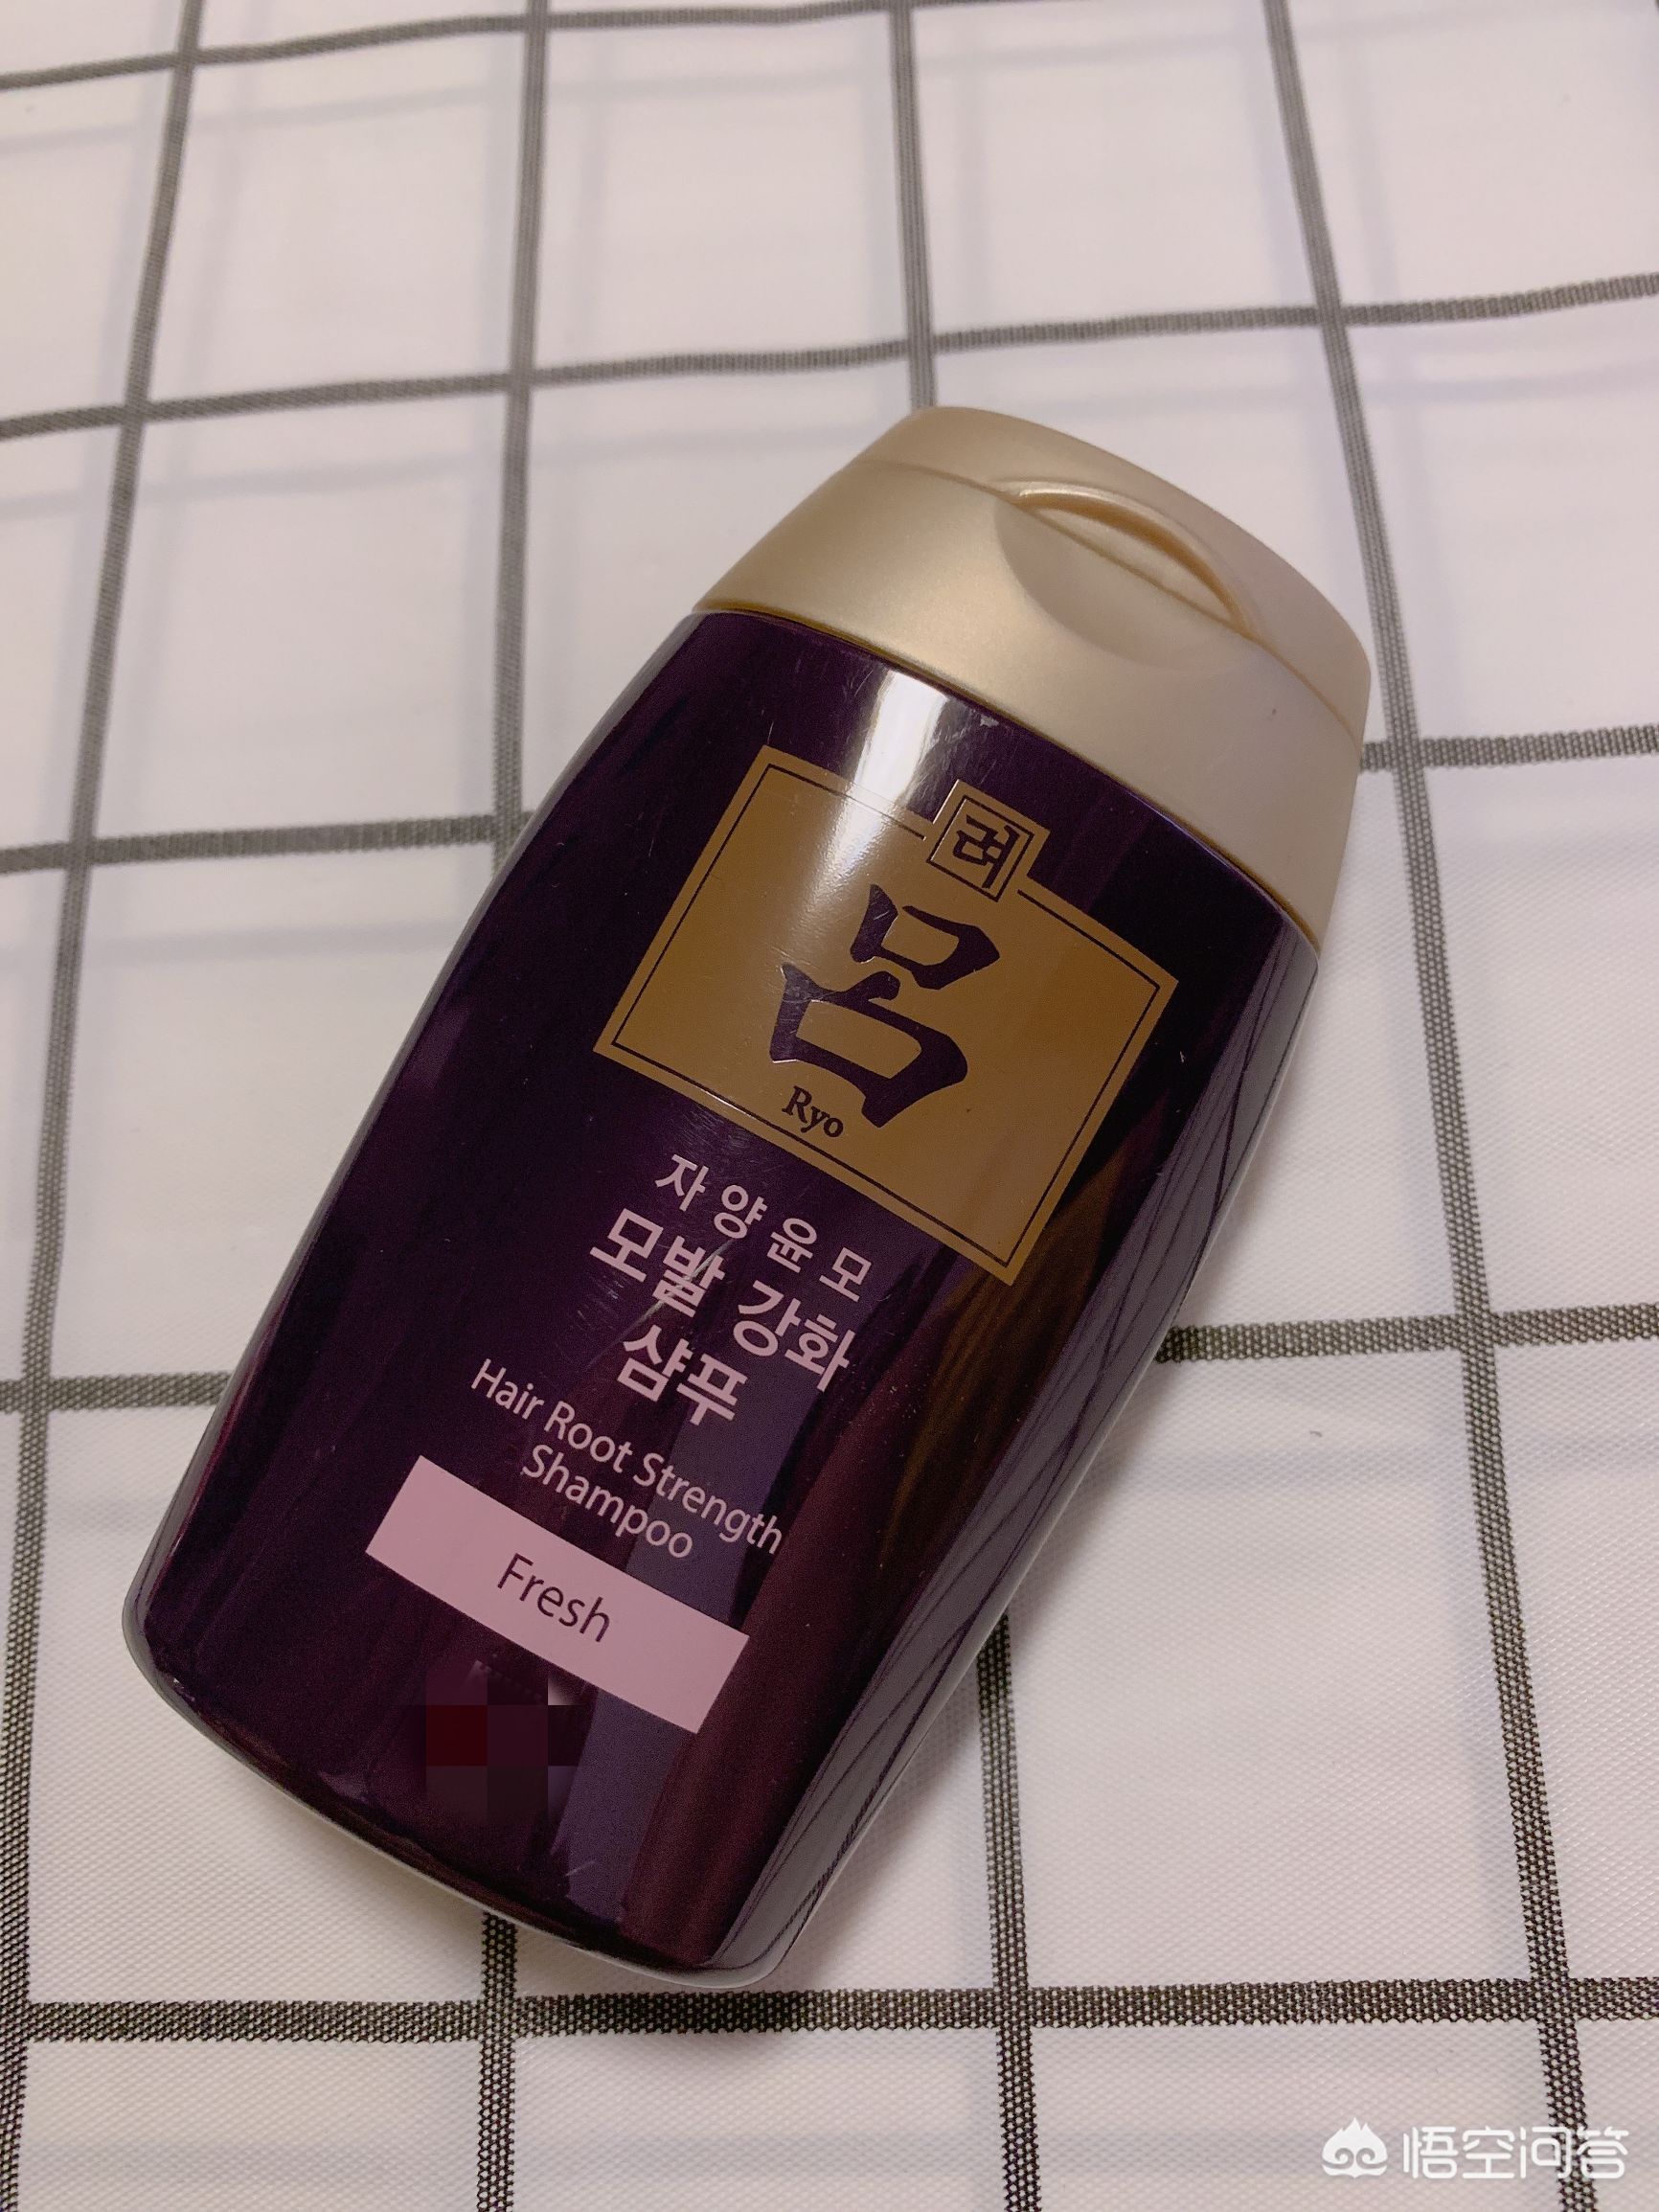 려
呂
Ryo
자양윤모
모발 강화
샴푸
Hair Root Strength
Shampoo
Fresh
悟空问答